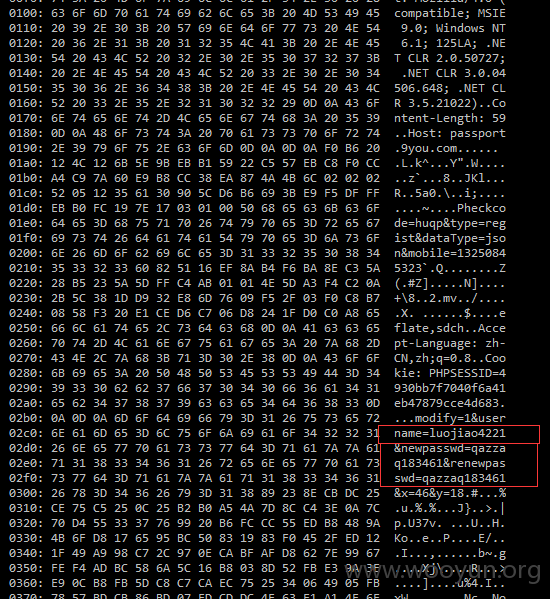 0100: 63 6F 6D 70 61 74 69 62 6C 65 3B 20 4D 53 49 45 compatible; MSIE
0110: 20 39 2E 30 3B 20 57 69 6E 64 6F 77 73 20 4E 54 9.0; Windows NT
0120: 20 36 2E 31 3B 20 31 32 35 4C 41 3B 20 2E 4E 45 6.1; 125LA; .NE
0130: 54 20 43 4C 52 20 32 2E 30 2E 35 30 37 32 37 3B T CLR 2.0.50727;
0140: 20 2E 4E 45 54 20 43 4C 52 20 33 2E 30 2E 30 34 .NET CLR 3.0.04
0150: 35 30 36 2E 36 34 38 3B 20 2E 4E 45 54 20 43 4C 506.648; .NET CL
0160: 52 20 33 2E 35 2E 32 31 30 32 32 29 0D 0A 43 6F R 3.5.21022)..Co
0170: 6E 74 65 6E 74 2D 4C 65 6E 67 74 68 3A 20 35 39 ntent-Length: 59
0180: 0D 0A 48 6F 73 74 3A 20 70 61 73 73 70 6F 72 74 ..Host: passport
0190: 2E 39 79 6F 75 2E 63 6F 6D 0D 0A 0D 0A F0 B6 20 .9you.com......
01a0: 12 4C 12 6B 5E 9B EB B1 59 22 C5 57 EB C8 F0 CC .L.k^...Y".W....
01b0: A4 C9 7A 60 E9 B8 CC 38 EA 87 4A 4B 6C 02 02 02 ..z`...8..JKl...
01c0: 52 05 12 35 61 30 90 5C D6 B6 69 3B E9 F5 DF FF R..5a0.\..i;....
01d0: EB B0 FC 19 7E 17 03 01 00 50 68 65 63 6B 63 6F ....~....Pheckco
01e0: 64 65 3D 68 75 71 70 26 74 79 70 65 3D 72 65 67 de=huqp&type=reg
01f0: 69 73 74 26 64 61 74 61 54 79 70 65 3D 6A 73 6F ist&dataType=jso
0200: 6E 26 6D 6F 62 69 6C 65 3D 31 33 32 35 30 38 34 n&mobile=1325084
0210: 35 33 32 33 60 82 51 16 EF 8A B4 F6 BA 8E C3 5A 5323`.Q........Z
0220: 28 B5 23 5A 5D FF C4 AB 01 01 4E 5D A3 F4 C2 0A (.#Z].....N]....
0230: 2B 5C 38 1D D9 32 E8 6D 76 09 F5 2F 03 F0 C8 B7 +\8..2.mv../....
0240: 08 58 F3 20 E1 CE D6 C7 06 D8 24 1F D0 C0 A8 65 .X. ......$....e
0250: 66 6C 61 74 65 2C 73 64 63 68 0D 0A 41 63 63 65 flate,sdch..Acce
0260: 70 74 2D 4C 61 6E 67 75 61 67 65 3A 20 7A 68 2D pt-Language: zh-
0270: 43 4E 2C 7A 68 3B 71 3D 30 2E 38 0D 0A 43 6F 6F CN,zh;q=0.8..Coo
0280: 6B 69 65 3A 20 50 48 50 53 45 53 53 49 44 3D 34 kie: PHPSESSID=4
0290: 39 33 30 62 62 37 66 37 30 34 30 66 36 61 34 31 930bb7f7040f6a41
02a0: 65 62 34 37 38 37 39 63 63 65 34 64 36 38 33 0D eb47879cce4d683.
02b0: 0A 0D 0A 6D 6F 64 69 66 79 3D 31 26 75 73 65 72 ...modify=1&user
02c0: 6E 61 6D 65 3D 6C 75 6F 6A 69 61 6F 34 32 32 31 name=luojiao4221
02d0: 26 6E 65 77 70 61 73 73 77 64 3D 71 61 7A 7A 61 &newpasswd=qazza
02e0: 71 31 38 33 34 36 31 26 72 65 6E 65 77 70 61 73 q183461&renewpas
02f0: 73 77 64 3D 71 61 7A 7A 61 71 31 38 33 34 36 31 swd=qazzaq183461
0300: 26 78 3D 34 36 26 79 3D 31 38 89 23 8E CB DC 25 &x=46&y=18.#...%
0310: CE 75 C5 25 0C 25 B2 B0 A5 4A 7D 8C C4 3E 0A 7C .u.%.%...J}..>.|
0320: 70 D4 55 33 37 76 99 20 B6 FC CC 55 ED B8 48 9A p.U37v. ...U..H.
0330: 4B 6F D8 17 65 95 BC 50 83 19 83 F0 45 2F ED 12 Ko..e..P....E/..
0340: 1F 49 A9 98 C7 2C 97 0E CA BF AF D8 62 7E 99 67 .I...,......b~.g
www.wooyun.org